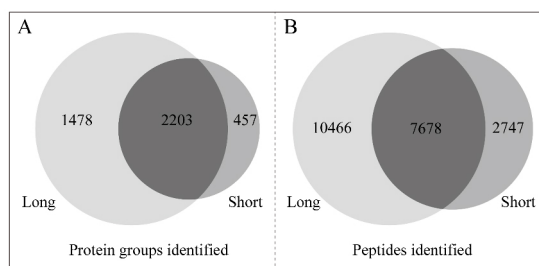 A
1478
2203
457
Long
Short
Protein groups identified
B
10466
7678
2747
Long
Short
Peptides identified